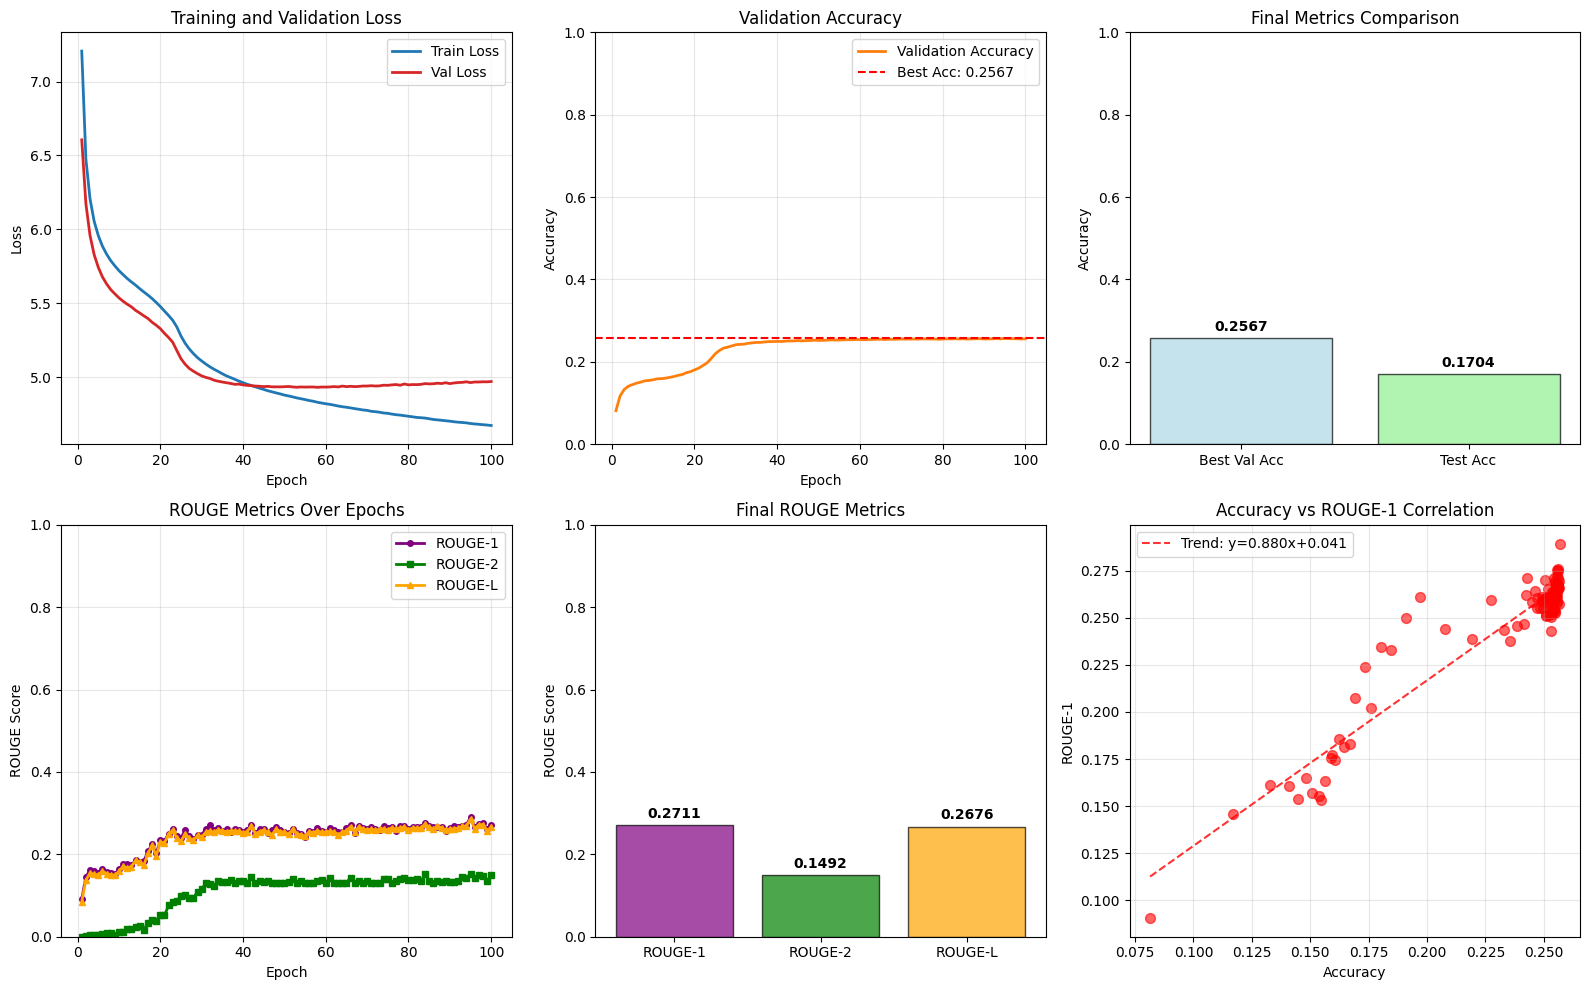 Training and Validation Loss
Train Loss
Val Loss
7.0
6.5
6.0
5.5
5.0
Loss
0
20
40
60
80
100
Epoch
Validation Accuracy
Validation Accuracy
Best Acc: 0.2567
1.0
0.8
0.6
0.4
0.2
0.0
Accuracy
0
20
40
60
80
100
Epoch
Final Metrics Comparison
1.0
0.8
0.6
0.4
0.2
0.0
Accuracy
0.2567
0.1704
Best Val Acc
Test Acc
ROUGE Metrics Over Epochs
ROUGE-1
ROUGE-2
ROUGE-L
1.0
0.8
0.6
0.4
0.2
0.0
ROUGE Score
0
20
40
60
80
100
Epoch
Final ROUGE Metrics
1.0
0.8
0.6
0.4
0.2
0.0
ROUGE Score
0.2711
0.1492
0.2676
ROUGE-1
ROUGE-2
ROUGE-L
Accuracy vs ROUGE-1 Correlation
Trend: y=0.880x+0.041
0.275
0.250
0.225
0.200
0.175
0.150
0.125
0.100
ROUGE-1
0.075
0.100
0.125
0.150
0.175
0.200
0.225
0.250
Accuracy